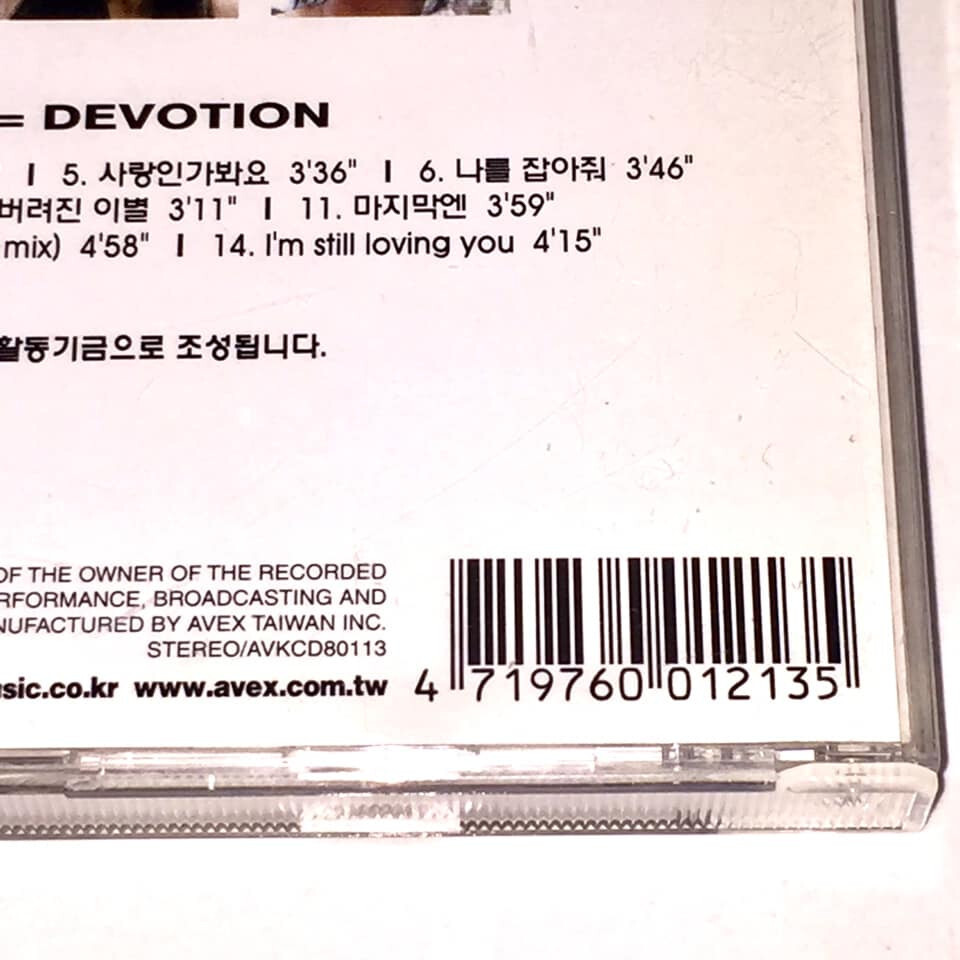 = DEVOTION
I 5. 사랑인가봐요 3'36" I 6. 나를 잡아줘 3'46"
버려진 이별 3'11" I 11. 마지막엔 3'59"
mix) 4'58" I 14. I'm still loving you 4'15"
활동기금으로 조성됩니다.
OF THE OWNER OF THE RECORDED
RFORMANCE, BROADCASTING AND
NUFACTURED BY AVEX TAIWAN INC.
STEREO/AVKCD80113
usic.co.kr www.avex.com.tw
4 719760 012135